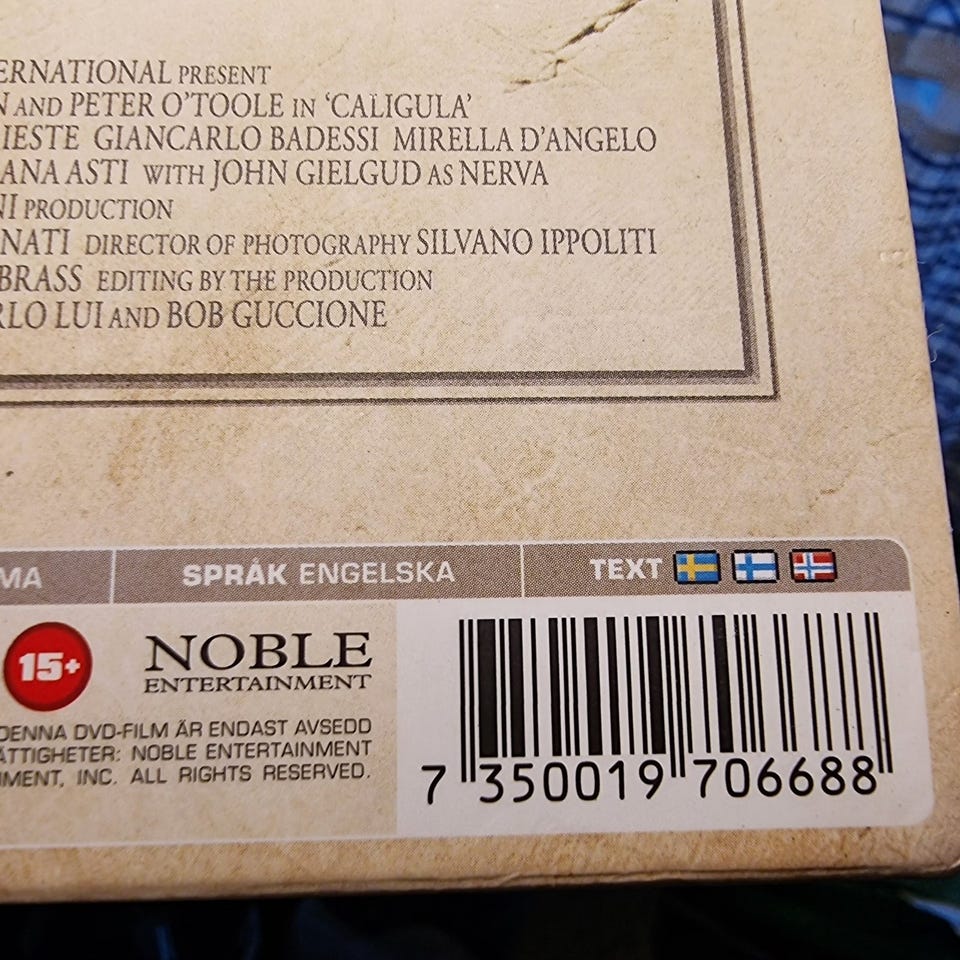 ERNATIONAL PRESENT
N AND PETER O'TOOLE IN 'CALIGULA'
IESTE GIANCARLO BADESSI MIRELLA D'ANGELO
ANA ASTI WITH JOHN GIELGUD AS NERVA
NI PRODUCTION
NATI DIRECTOR OF PHOTOGRAPHY SILVANO IPPOLITI
BRASS EDITING BY THE PRODUCTION
RLO LUI AND BOB GUCCIONE
MA
SPRÅK ENGELSKA
TEXT
15+
NOBLE
ENTERTAINMENT
DENNA DVD-FILM ÄR ENDAST AVSEDD
ÄTTIGHETER: NOBLE ENTERTAINMENT
NMENT, INC. ALL RIGHTS RESERVED.
7 350019 706688